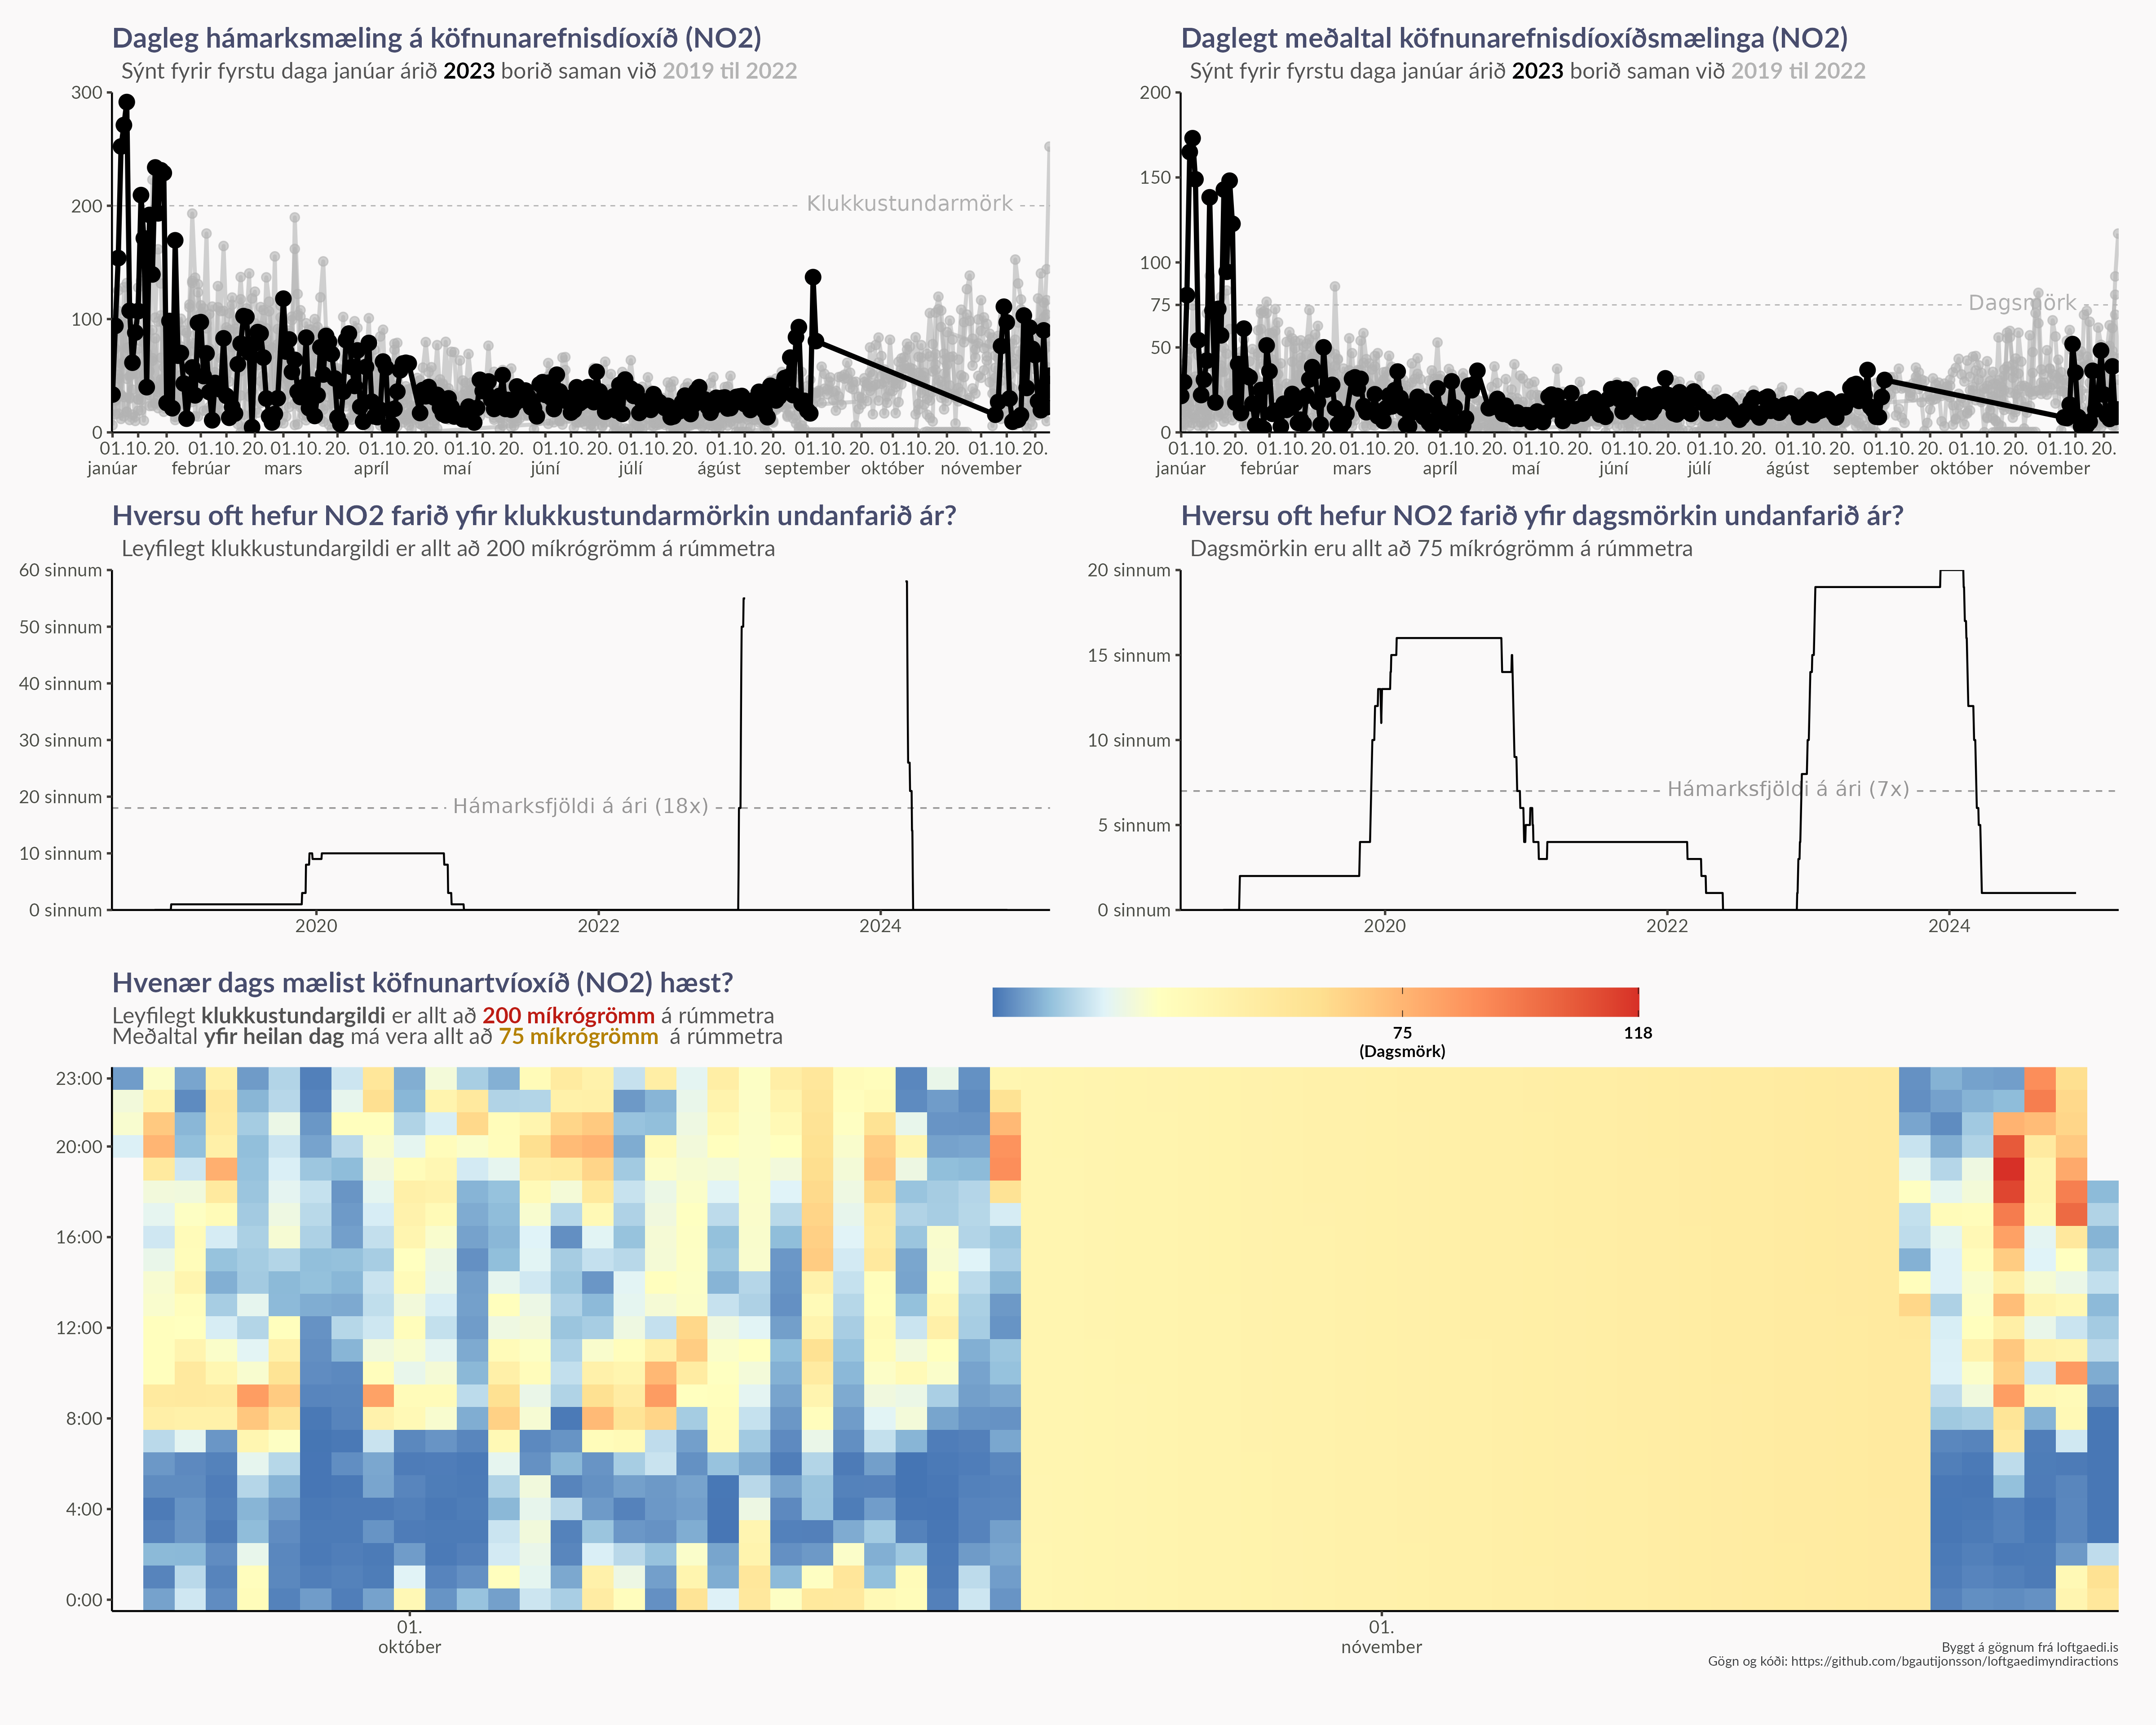 Dagleg hámarksmæling á köfnunarefnisdíoxíð (NO2)
Sýnt fyrir fyrstu daga janúar árið 2023 borið saman við 2019 til 2022
300
200
100
0
Klukkustundarmörk
01. 10. 20. 01. 10. 20. 01. 10. 20. 01. 10. 20. 01. 10. 20. 01. 10. 20. 01. 10. 20. 01. 10. 20. 01. 10. 20. 01. 10. 20. 01. 10. 20.
janúar febrúar mars apríl maí júní júlí ágúst september október nóvember
Daglegt meðaltal köfnunarefnisdíoxíðsmælinga (NO2)
Sýnt fyrir fyrstu daga janúar árið 2023 borið saman við 2019 til 2022
200
150
100
75
50
0
Dagsmörk
01. 10. 20. 01. 10. 20. 01. 10. 20. 01. 10. 20. 01. 10. 20. 01. 10. 20. 01. 10. 20. 01. 10. 20. 01. 10. 20. 01. 10. 20. 01. 10. 20.
janúar febrúar mars apríl maí júní júlí ágúst september október nóvember
Hversu oft hefur NO2 farið yfir klukkustundarmörkin undanfarið ár?
Leyfilegt klukkustundargildi er allt að 200 míkrógrömm á rúmmetra
60 sinnum
50 sinnum
40 sinnum
30 sinnum
20 sinnum
10 sinnum
0 sinnum
Hámarksfjöldi á ári (18x)
2020 2022 2024
Hversu oft hefur NO2 farið yfir dagsmörkin undanfarið ár?
Dagsmörkin eru allt að 75 míkrógrömm á rúmmetra
20 sinnum
15 sinnum
10 sinnum
5 sinnum
0 sinnum
Hámarksfjöldi á ári (7x)
2020 2022 2024
Hvenær dags mælist köfnunartvíoxíð (NO2) hæst?
Leyfilegt klukkustundargildi er allt að 200 míkrógrömm á rúmmetra
Meðaltal yfir heilan dag má vera allt að 75 míkrógrömm á rúmmetra
75 118
(Dagsmörk)
23:00
20:00
16:00
12:00
8:00
4:00
0:00
01. 01.
október nóvember
Byggt á gögnum frá loftgaedi.is
Gögn og kóði: https://github.com/bgautijonsson/loftgaedimyndiractions